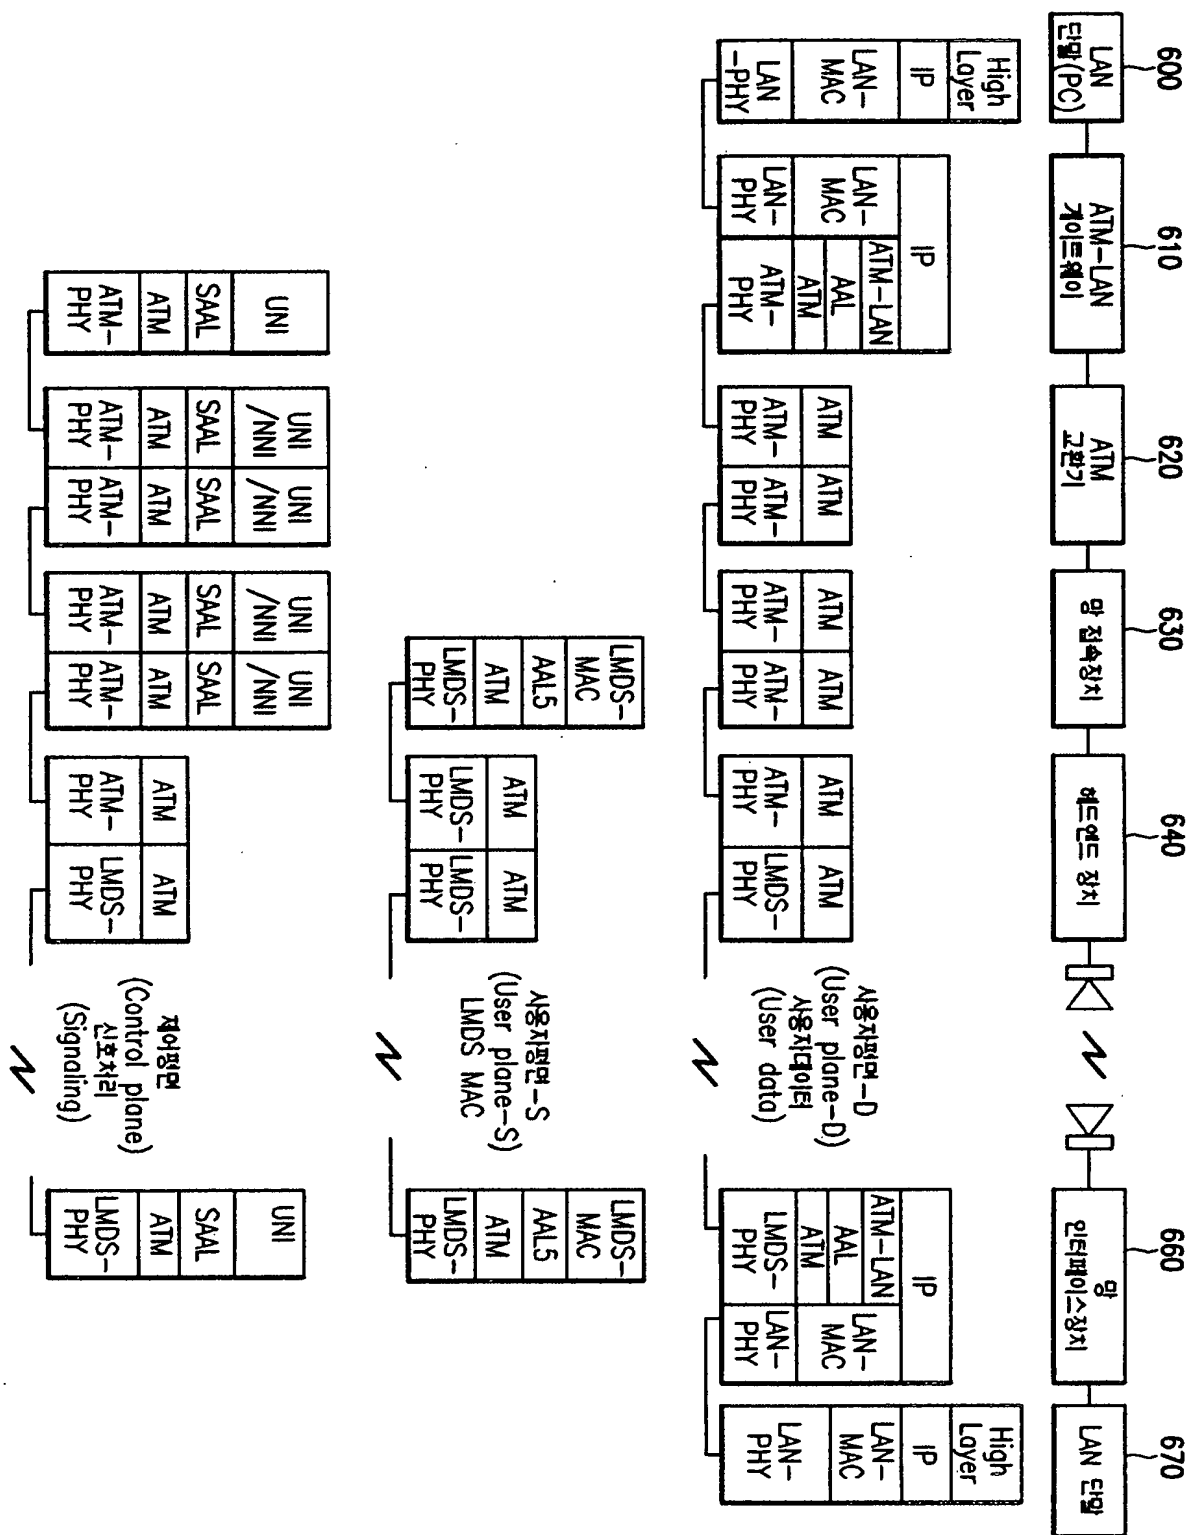 600
610
620
630
640
660
670
LAN
단말(PC)
ATM-LAN
게이트웨이
ATM
교환기
망 접속장치
헤드엔드 장치
망
인터페이스장치
LAN 단말
High
Layer
IP
LAN-
MAC
LAN
-PHY
IP
LAN-
MAC
LAN-
PHY
ATM-LAN
AAL
ATM
ATM-
PHY
ATM
ATM-
PHY
ATM
ATM-
PHY
ATM
ATM-
PHY
ATM
ATM-
PHY
ATM
ATM-
PHY
ATM
LMDS-
PHY
사용자평면-D
(User plane-D)
사용자데이터
(User data)
IP
ATM-LAN
AAL
ATM
LMDS-
PHY
LAN-
MAC
LAN-
PHY
High
Layer
IP
LAN-
MAC
LAN-
PHY
LMDS-
MAC
AAL5
ATM
LMDS-
PHY
ATM
LMDS-
PHY
ATM
LMDS-
PHY
사용자평면-S
(User plane-S)
LMDS MAC
LMDS-
MAC
AAL5
ATM
LMDS-
PHY
UNI
SAAL
ATM
ATM-
PHY
UNI
/NNI
SAAL
ATM
ATM-
PHY
UNI
/NNI
SAAL
ATM
ATM-
PHY
UNI
/NNI
SAAL
ATM
ATM-
PHY
UNI
/NNI
SAAL
ATM
ATM-
PHY
ATM
ATM-
PHY
ATM
LMDS-
PHY
제어평면
(Control plane)
신호처리
(Signaling)
UNI
SAAL
ATM
LMDS-
PHY